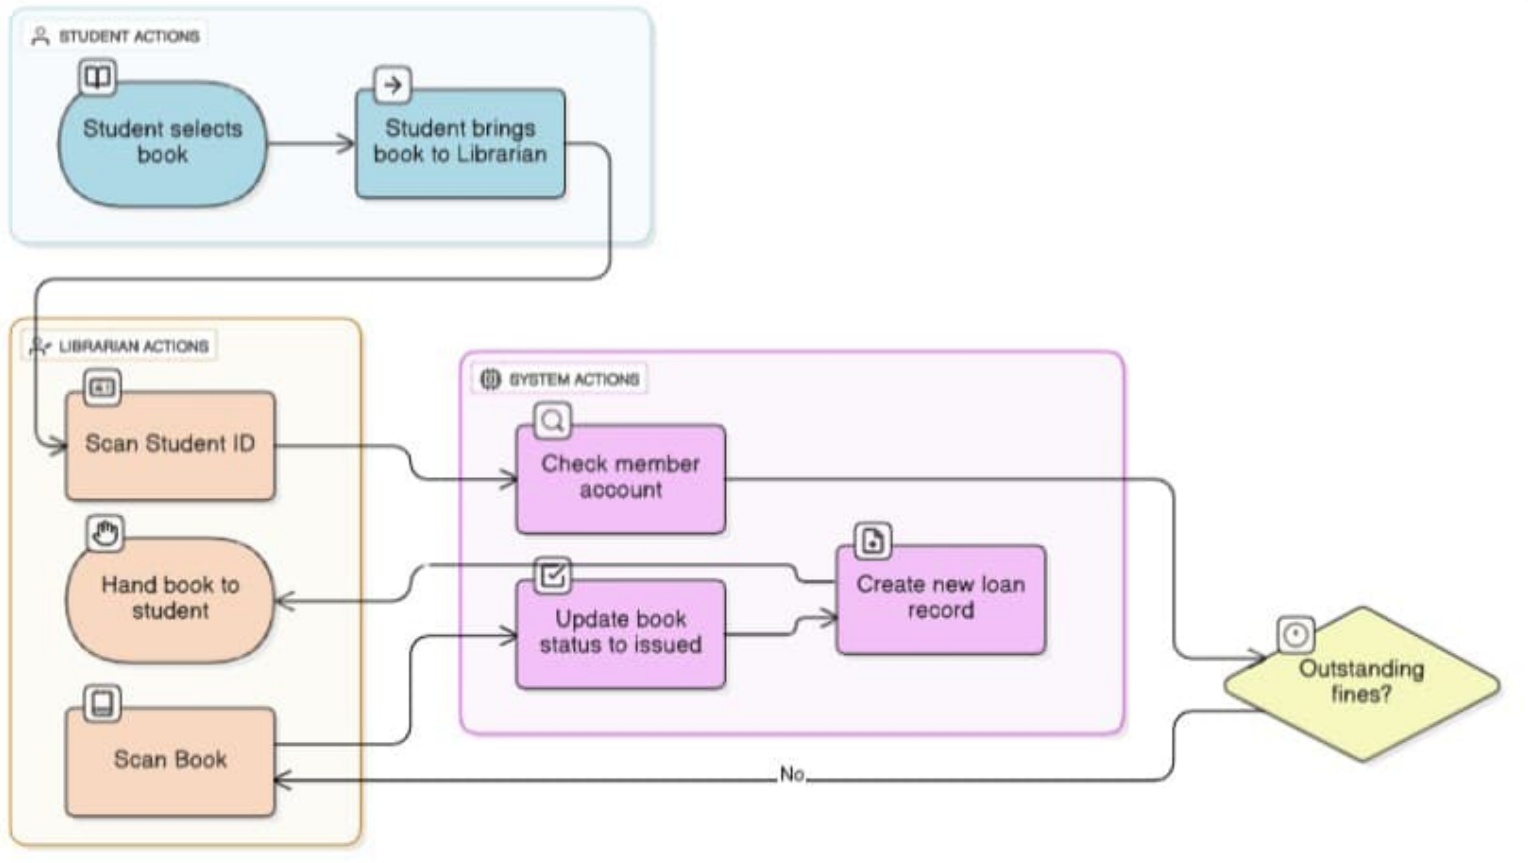 STUDENT ACTIONS
Student selects
book
Student brings
book to Librarian
LIBRARIAN ACTIONS
Scan Student ID
Hand book to
student
Scan Book
SYSTEM ACTIONS
Check member
account
Update book
status to issued
Create new loan
record
Outstanding
fines?
No